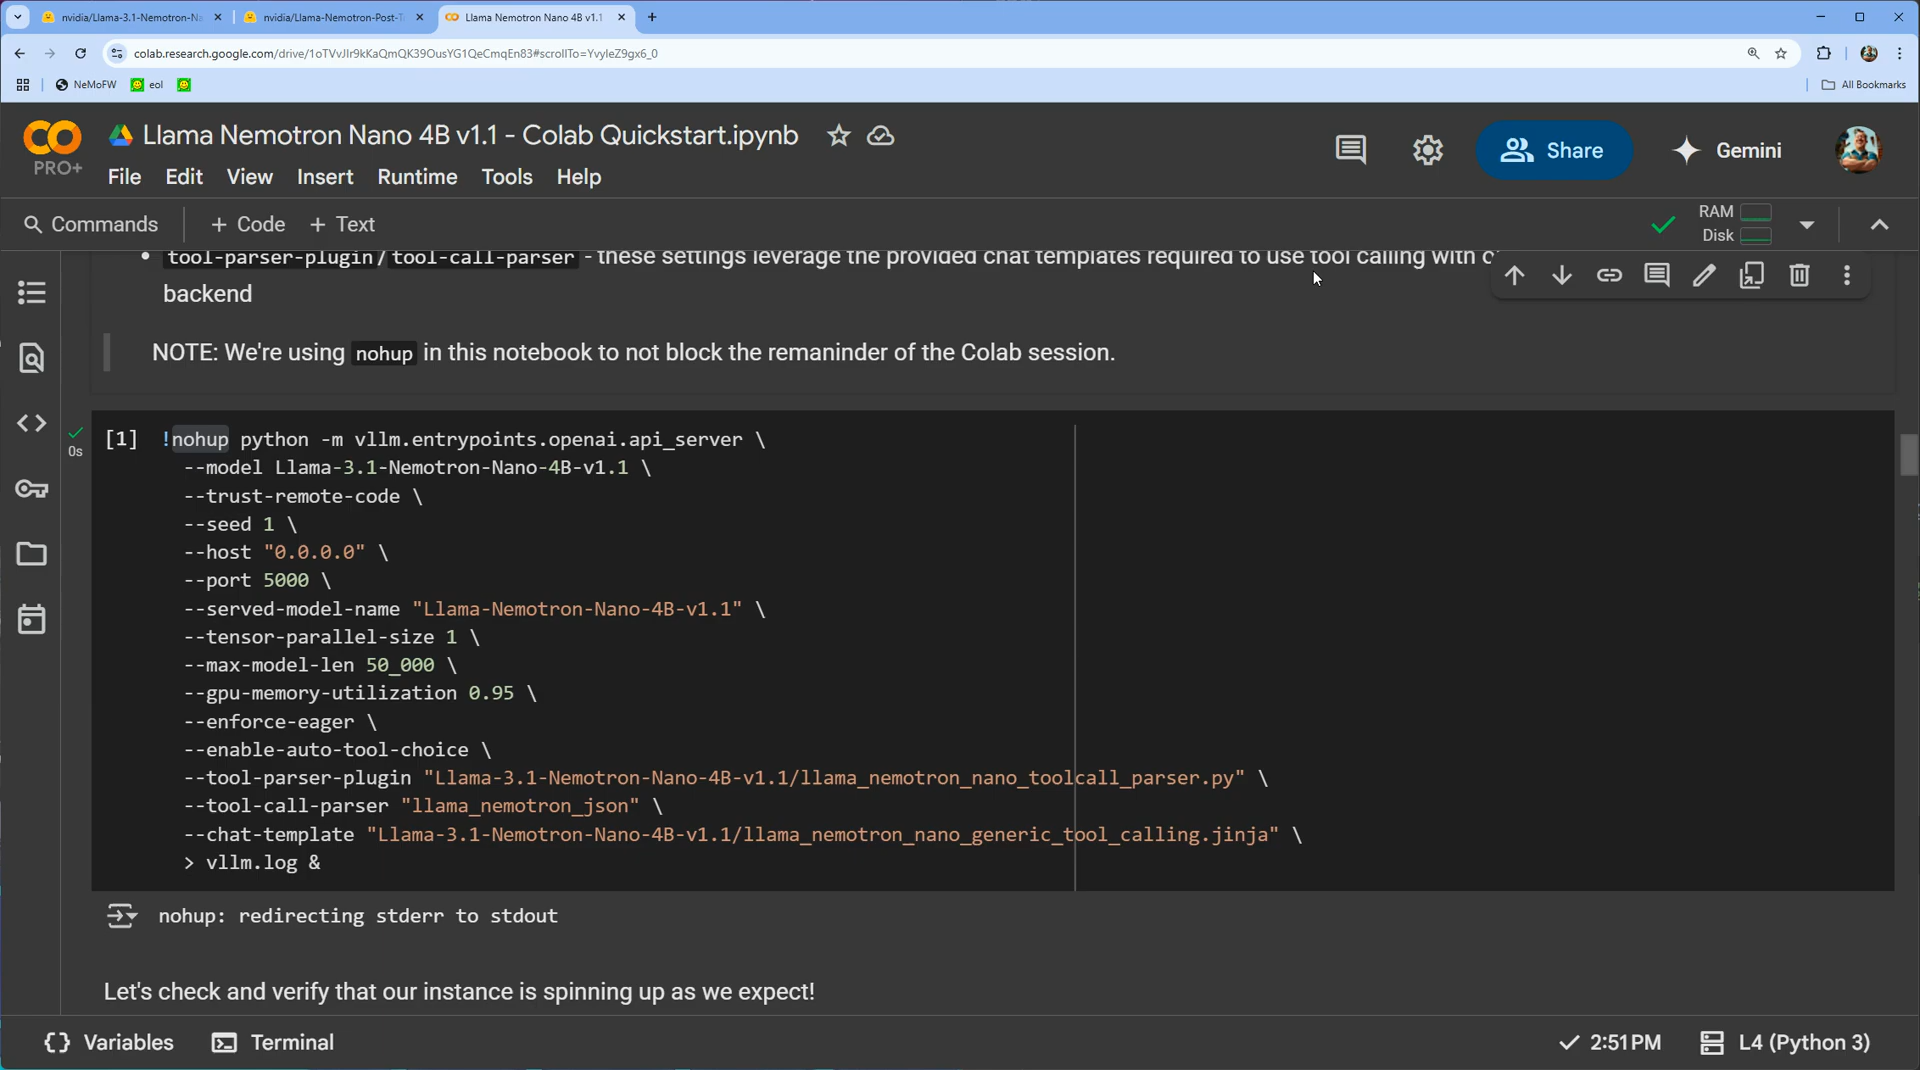 nvidia/Llama-3.1-Nemotron-Na
nvidia/Llama-Nemotron-Post-T
Llama Nemotron Nano 4B v1.1
colab.research.google.com/drive/1oTVvJIr9kKaQmQK39OusYG1QeCmqEn83#scrollTo=YvyleZ9gx6_0
NeMoFW
eol
All Bookmarks
Llama Nemotron Nano 4B v1.1 - Colab Quickstart.ipynb
PRO+
File Edit View Insert Runtime Tools Help
Share
Gemini
Commands + Code + Text
RAM
Disk
• tool-parser-plugin/tool-call-parser - these settings leverage the provided chat templates required to use tool calling with
backend
NOTE: We're using nohup in this notebook to not block the remaninder of the Colab session.
0s
[1] !nohup python -m vllm.entrypoints.openai.api_server \
--model Llama-3.1-Nemotron-Nano-4B-v1.1 \
--trust-remote-code \
--seed 1 \
--host "0.0.0.0" \
--port 5000 \
--served-model-name "Llama-Nemotron-Nano-4B-v1.1" \
--tensor-parallel-size 1 \
--max-model-len 50_000 \
--gpu-memory-utilization 0.95 \
--enforce-eager \
--enable-auto-tool-choice \
--tool-parser-plugin "Llama-3.1-Nemotron-Nano-4B-v1.1/llama_nemotron_nano_toolcall_parser.py" \
--tool-call-parser "llama_nemotron_json" \
--chat-template "Llama-3.1-Nemotron-Nano-4B-v1.1/llama_nemotron_nano_generic_tool_calling.jinja" \
> vllm.log &
nohup: redirecting stderr to stdout
Let's check and verify that our instance is spinning up as we expect!
Variables
Terminal
2:51 PM
L4 (Python 3)